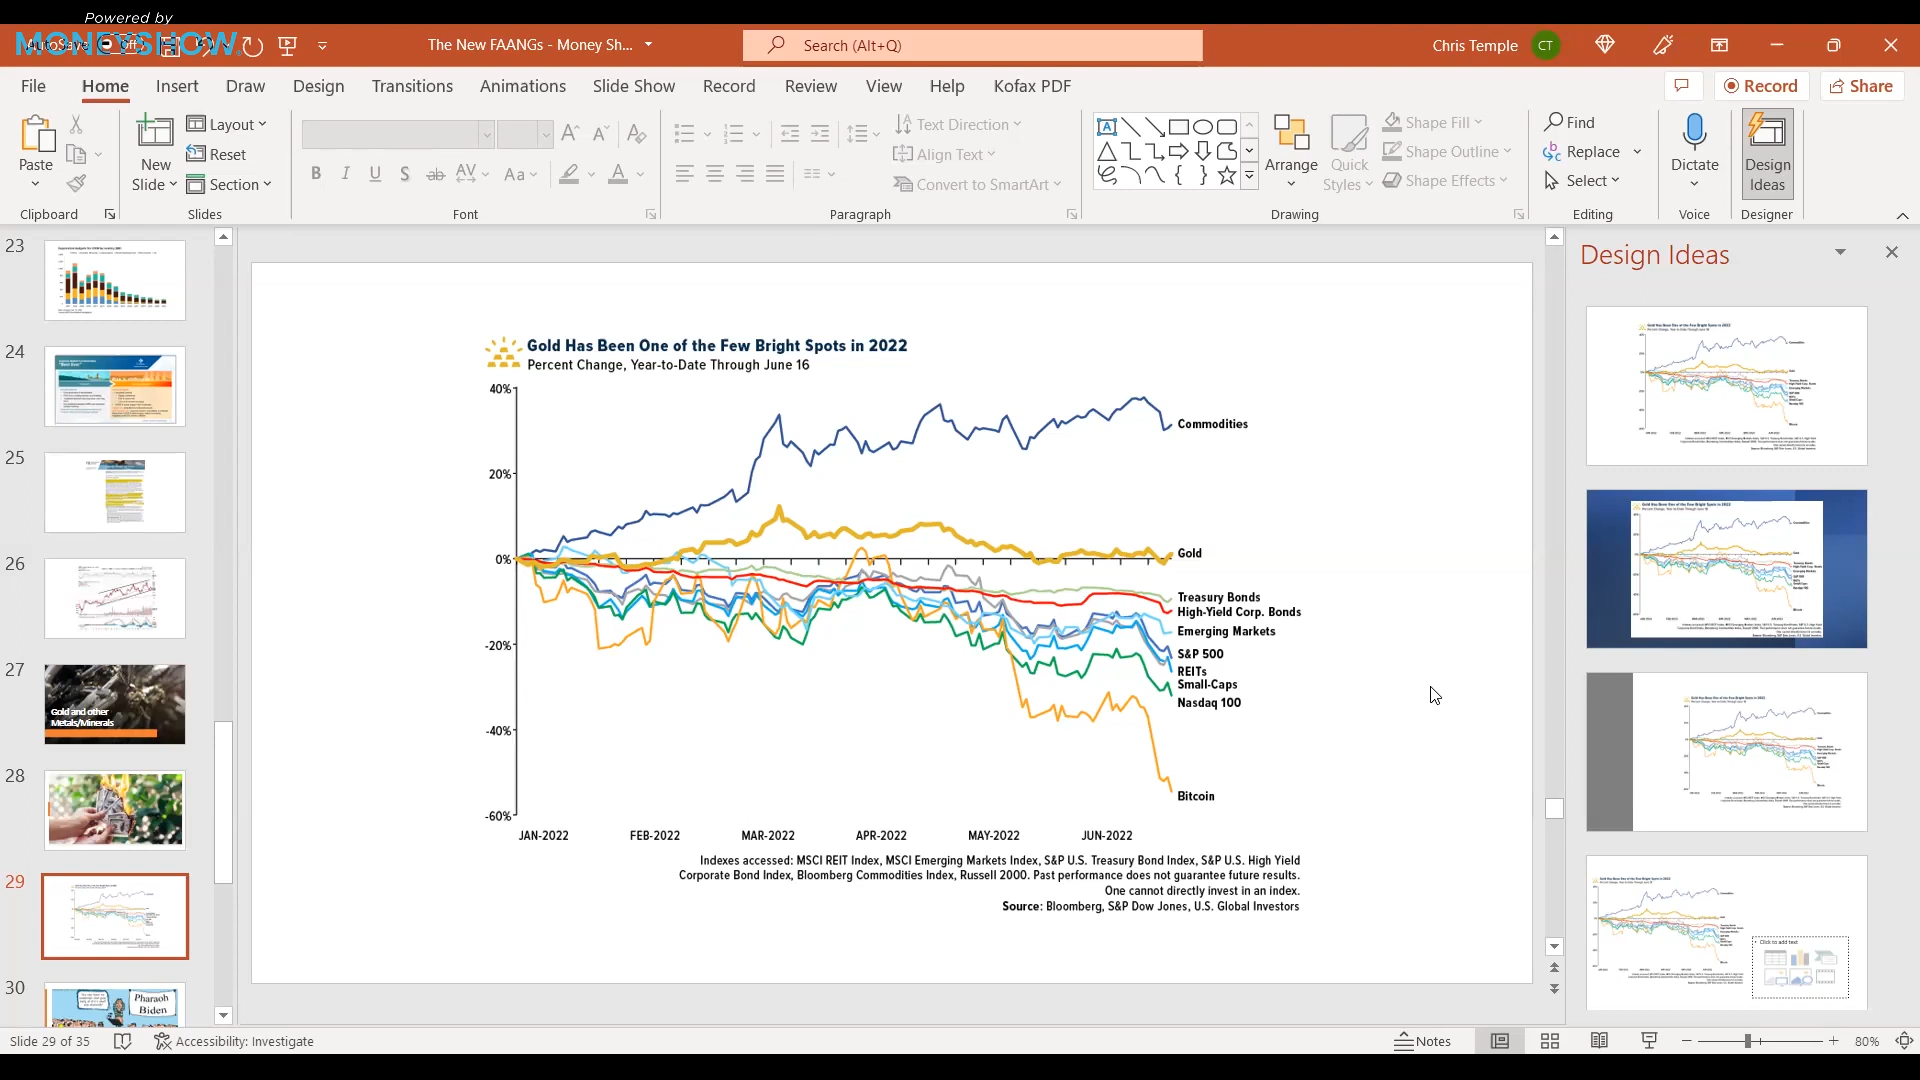 Powered by
MONEYSHOW
AutoSave Off
The New FAANGs - Money Sh...
Search (Alt+Q)
Chris Temple
CT
File
Home
Insert
Draw
Design
Transitions
Animations
Slide Show
Record
Review
View
Help
Kofax PDF
Record
Share
Paste
New
Slide
Layout
Reset
Section
Text Direction
Align Text
Convert to SmartArt
Arrange
Quick
Styles
Shape Fill
Shape Outline
Shape Effects
Find
Replace
Select
Dictate
Design
Ideas
Clipboard
Slides
Font
Paragraph
Drawing
Editing
Voice
Designer
23
24
25
26
27
Gold and other
Metals/Minerals
28
29
30
Pharaoh
Biden
Gold Has Been One of the Few Bright Spots in 2022
Percent Change, Year-to-Date Through June 16
40%
20%
0%
-20%
-40%
-60%
Commodities
Gold
Treasury Bonds
High-Yield Corp. Bonds
Emerging Markets
S&P 500
REITs
Small-Caps
Nasdaq 100
Bitcoin
JAN-2022
FEB-2022
MAR-2022
APR-2022
MAY-2022
JUN-2022
Indexes accessed: MSCI REIT Index, MSCI Emerging Markets Index, S&P U.S. Treasury Bond Index, S&P U.S. High Yield
Corporate Bond Index, Bloomberg Commodities Index, Russell 2000. Past performance does not guarantee future results.
One cannot directly invest in an index.
Source: Bloomberg, S&P Dow Jones, U.S. Global Investors
Design Ideas
Click to add text
Slide 29 of 35
Accessibility: Investigate
Notes
80%